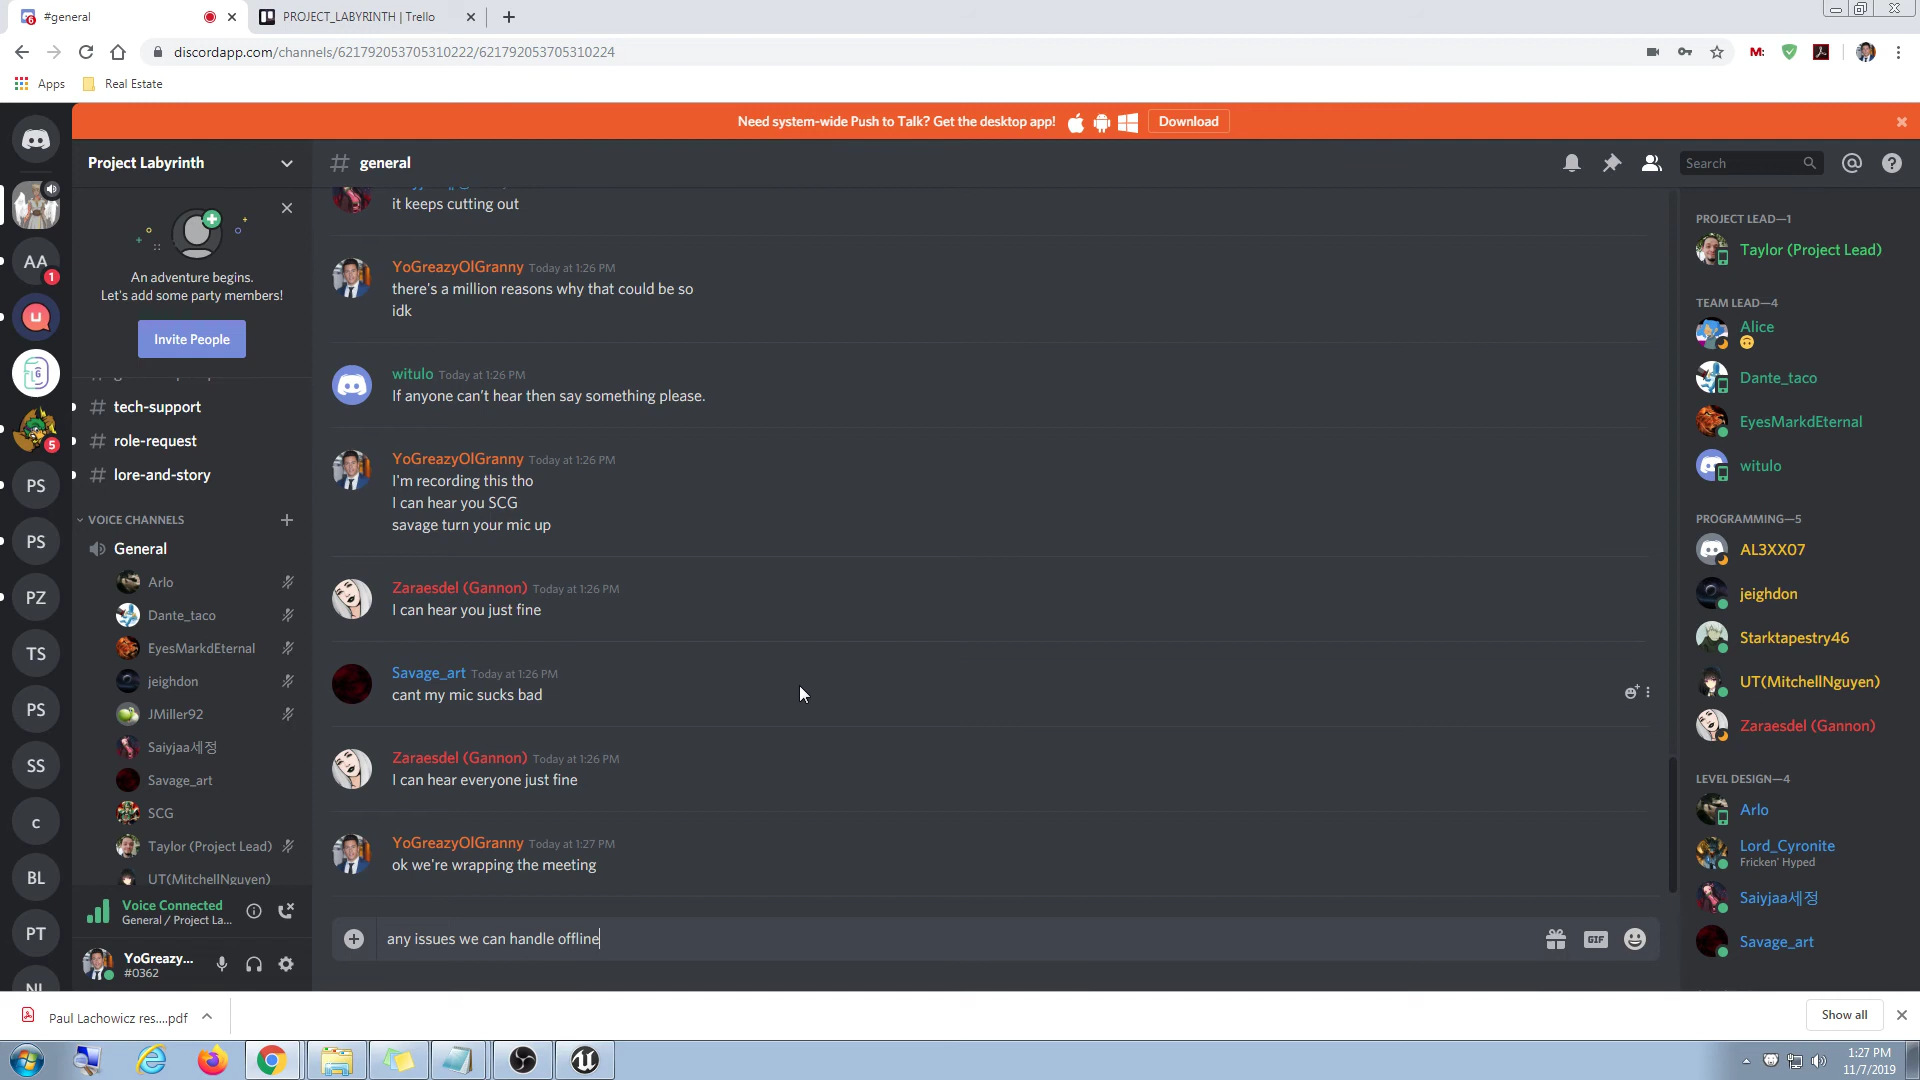 #general
PROJECT_LABYRINTH | Trello
discordapp.com/channels/621792053705310222/621792053705310224
M:
Apps
Real Estate
Need system-wide Push to Talk? Get the desktop app!
Download
Project Labyrinth
general
Search
An adventure begins.
Let's add some party members!
Invite People
tech-support
role-request
lore-and-story
VOICE CHANNELS
General
Arlo
Dante_taco
EyesMarkdEternal
jeighdon
JMiller92
Saiyjaa세정
Savage_art
SCG
Taylor (Project Lead)
UT(MitchellNguyen)
Voice Connected
General / Project La...
YoGreazy...
#0362
AA
1
5
PS
PS
PZ
TS
PS
SS
c
BL
PT
it keeps cutting out
YoGreazyOlGranny Today at 1:26 PM
there's a million reasons why that could be so
idk
witulo Today at 1:26 PM
If anyone can't hear then say something please.
YoGreazyOlGranny Today at 1:26 PM
I'm recording this tho
I can hear you SCG
savage turn your mic up
Zaraesdel (Gannon) Today at 1:26 PM
I can hear you just fine
Savage_art Today at 1:26 PM
cant my mic sucks bad
Zaraesdel (Gannon) Today at 1:26 PM
I can hear everyone just fine
YoGreazyOlGranny Today at 1:27 PM
ok we're wrapping the meeting
any issues we can handle offline
GIF
PROJECT LEAD—1
Taylor (Project Lead)
TEAM LEAD—4
Alice
Dante_taco
EyesMarkdEternal
witulo
PROGRAMMING—5
AL3XX07
jeighdon
Starktapestry46
UT(MitchellNguyen)
Zaraesdel (Gannon)
LEVEL DESIGN—4
Arlo
Lord_Cyronite
Fricken' Hyped
Saiyjaa세정
Savage_art
Paul Lachowicz res....pdf
Show all
1:27 PM
11/7/2019